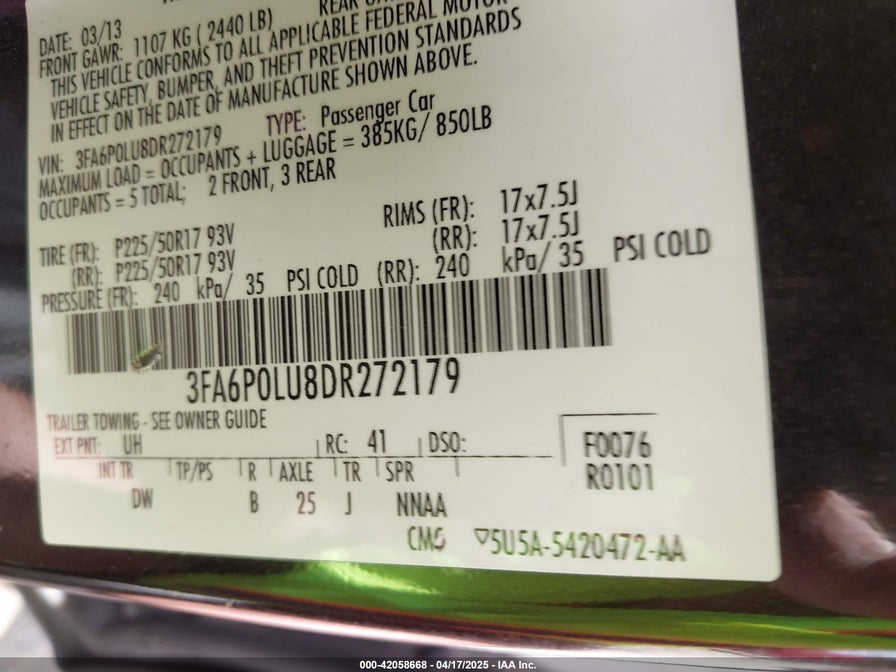 REAR
DATE: 03/13
FRONT GAWR: 1107 KG ( 2440 LB)
THIS VEHICLE CONFORMS TO ALL APPLICABLE FEDERAL MOTOR
VEHICLE SAFETY, BUMPER, AND THEFT PREVENTION STANDARDS
IN EFFECT ON THE DATE OF MANUFACTURE SHOWN ABOVE.
VIN: 3FA6P0LU8DR272179 TYPE: Passenger Car
MAXIMUM LOAD = OCCUPANTS + LUGGAGE = 385KG/ 850LB
OCCUPANTS = 5 TOTAL; 2 FRONT, 3 REAR
TIRE (FR): P225/50R17 93V RIMS (FR): 17x7.5J
(RR): P225/50R17 93V (RR): 17x7.5J
PRESSURE (FR): 240 kPa/ 35 PSI COLD (RR): 240 kPa/ 35 PSI COLD
3FA6P0LU8DR272179
TRAILER TOWING - SEE OWNER GUIDE
EXT PNT: UH RC: 41 DSO: F0076
INT TR TP/PS R AXLE TR SPR R0101
DW B 25 J NNAA
CMG ▽5U5A-5420472-AA
000-42058668 - 04/17/2025 - IAA Inc.